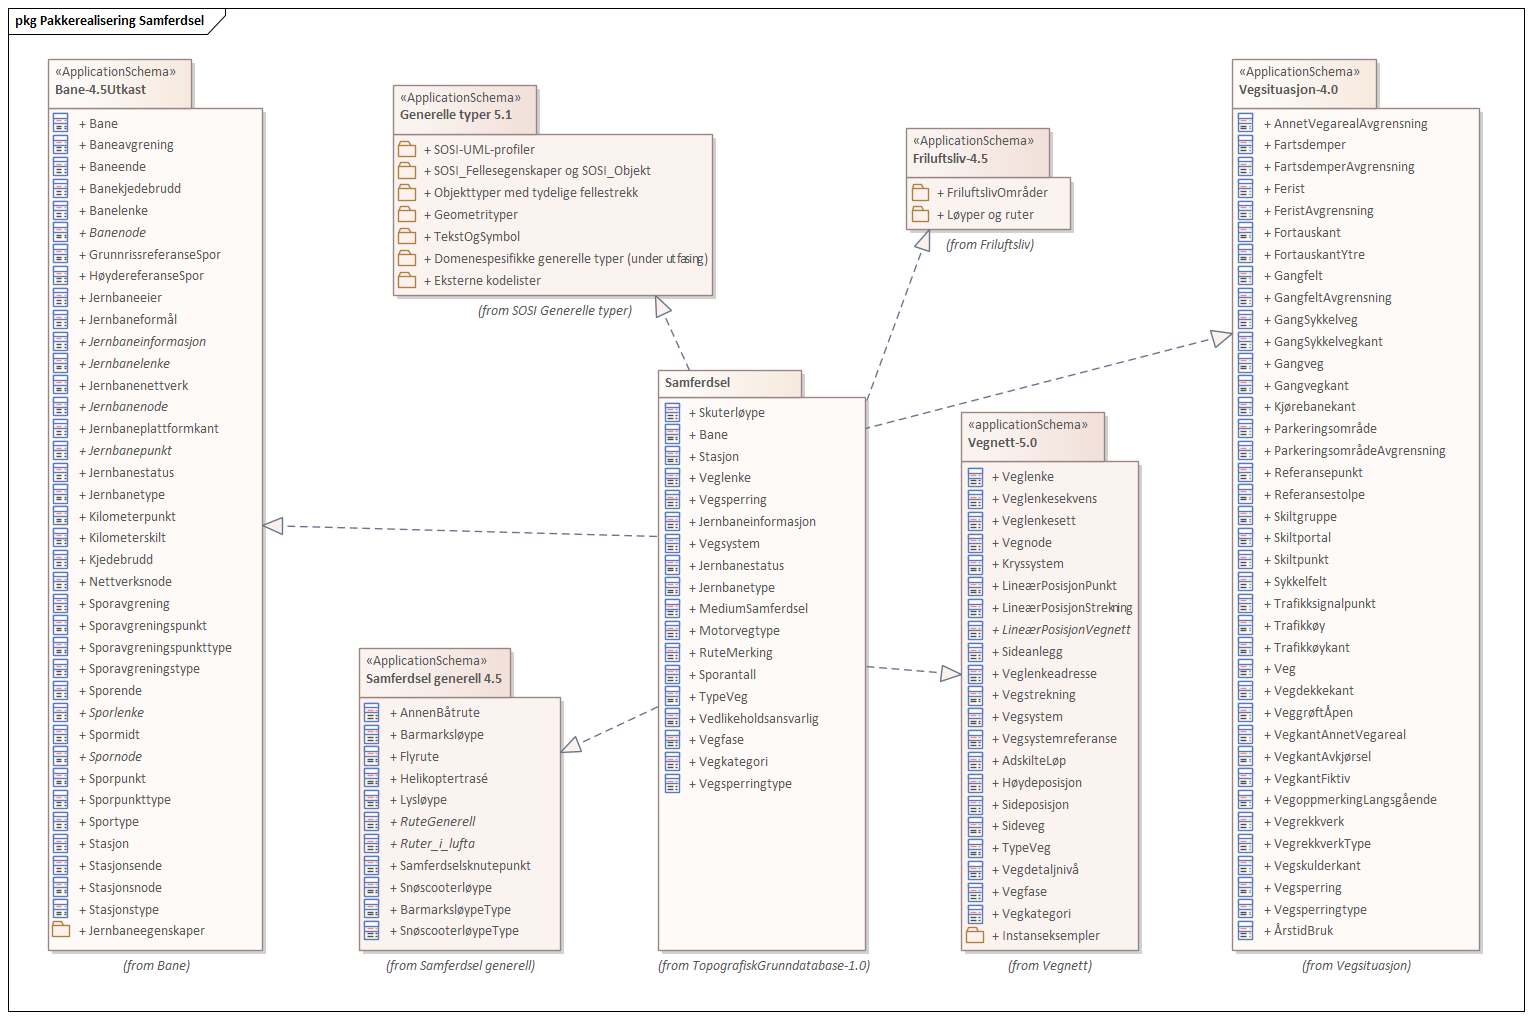 pkg Pakkerealisering Samferdsel
«ApplicationSchema»
Bane-4.5Utkast
+ Bane
+ Baneavgrening
+ Baneende
+ Banekjedebrudd
+ Banelenke
+ Banenode
+ GrunnrissreferanseSpor
+ HøydereferanseSpor
+ Jernbaneeier
+ Jernbaneformål
+ Jernbaneinformasjon
+ Jernbanelenke
+ Jernbanenettverk
+ Jernbanenode
+ Jernbaneplattformkant
+ Jernbanepunkt
+ Jernbanestatus
+ Jernbanetype
+ Kilometerpunkt
+ Kilometerskilt
+ Kjedebrudd
+ Nettverksnode
+ Sporavgrening
+ Sporavgreningspunkt
+ Sporavgreningspunkttype
+ Sporavgreningstype
+ Sporende
+ Sporlenke
+ Spormidt
+ Spornode
+ Sporpunkt
+ Sporpunkttype
+ Sportype
+ Stasjon
+ Stasjonsende
+ Stasjonsnode
+ Stasjonstype
+ Jernbaneegenskaper
(from Bane)
«ApplicationSchema»
Generelle typer 5.1
+ SOSI-UML-profiler
+ SOSI_Fellesegenskaper og SOSI_Objekt
+ Objekttyper med tydelige fellestrekk
+ Geometrityper
+ TekstOgSymbol
+ Domenespesifikke generelle typer (under utfasing)
+ Eksterne kodelister
(from SOSI Generelle typer)
«ApplicationSchema»
Samferdsel generell 4.5
+ AnnenBåtrute
+ Barmarksløype
+ Flyrute
+ Helikoptertrasé
+ Lysløype
+ RuteGenerell
+ Ruter_i_lufta
+ Samferdselsknutepunkt
+ Snøscooterløype
+ BarmarksløypeType
+ SnøscooterløypeType
(from Samferdsel generell)
Samferdsel
+ Skuterløype
+ Bane
+ Stasjon
+ Veglenke
+ Vegsperring
+ Jernbaneinformasjon
+ Vegsystem
+ Jernbanestatus
+ Jernbanetype
+ MediumSamferdsel
+ Motorvegtype
+ RuteMerking
+ Sporantall
+ TypeVeg
+ Vedlikeholdsansvarlig
+ Vegfase
+ Vegkategori
+ Vegsperringtype
(from TopografiskGrunndatabase-1.0)
«ApplicationSchema»
Friluftsliv-4.5
+ FriluftslivOmråder
+ Løyper og ruter
(from Friluftsliv)
«applicationSchema»
Vegnett-5.0
+ Veglenke
+ Veglenkesekvens
+ Veglenkesett
+ Vegnode
+ Kryssystem
+ LineærPosisjonPunkt
+ LineærPosisjonStrekning
+ LineærPosisjonVegnett
+ Sideanlegg
+ Veglenkeadresse
+ Vegstrekning
+ Vegsystem
+ Vegsystemreferanse
+ AdskilteLøp
+ Høydeposisjon
+ Sideposisjon
+ Sideveg
+ TypeVeg
+ Vegdetaljnivå
+ Vegfase
+ Vegkategori
+ Instanseksempler
(from Vegnett)
«ApplicationSchema»
Vegsituasjon-4.0
+ AnnetVegarealAvgrensning
+ Fartsdemper
+ FartsdemperAvgrensning
+ Ferist
+ FeristAvgrensning
+ Fortauskant
+ FortauskantYtre
+ Gangfelt
+ GangfeltAvgrensning
+ GangSykkelveg
+ GangSykkelvegkant
+ Gangveg
+ Gangvegkant
+ Kjørebanekant
+ Parkeringsområde
+ ParkeringsområdeAvgrensning
+ Referansepunkt
+ Referansestolpe
+ Skiltgruppe
+ Skiltportal
+ Skiltpunkt
+ Sykkelfelt
+ Trafikksignalpunkt
+ Trafikkøy
+ Trafikkøykant
+ Veg
+ Vegdekkekant
+ VeggrøftÅpen
+ VegkantAnnetVegareal
+ VegkantAvkjørsel
+ VegkantFiktiv
+ VegoppmerkingLangsgående
+ Vegrekkverk
+ VegrekkverkType
+ Vegskulderkant
+ Vegsperring
+ Vegsperringtype
+ ÅrstidBruk
(from Vegsituasjon)